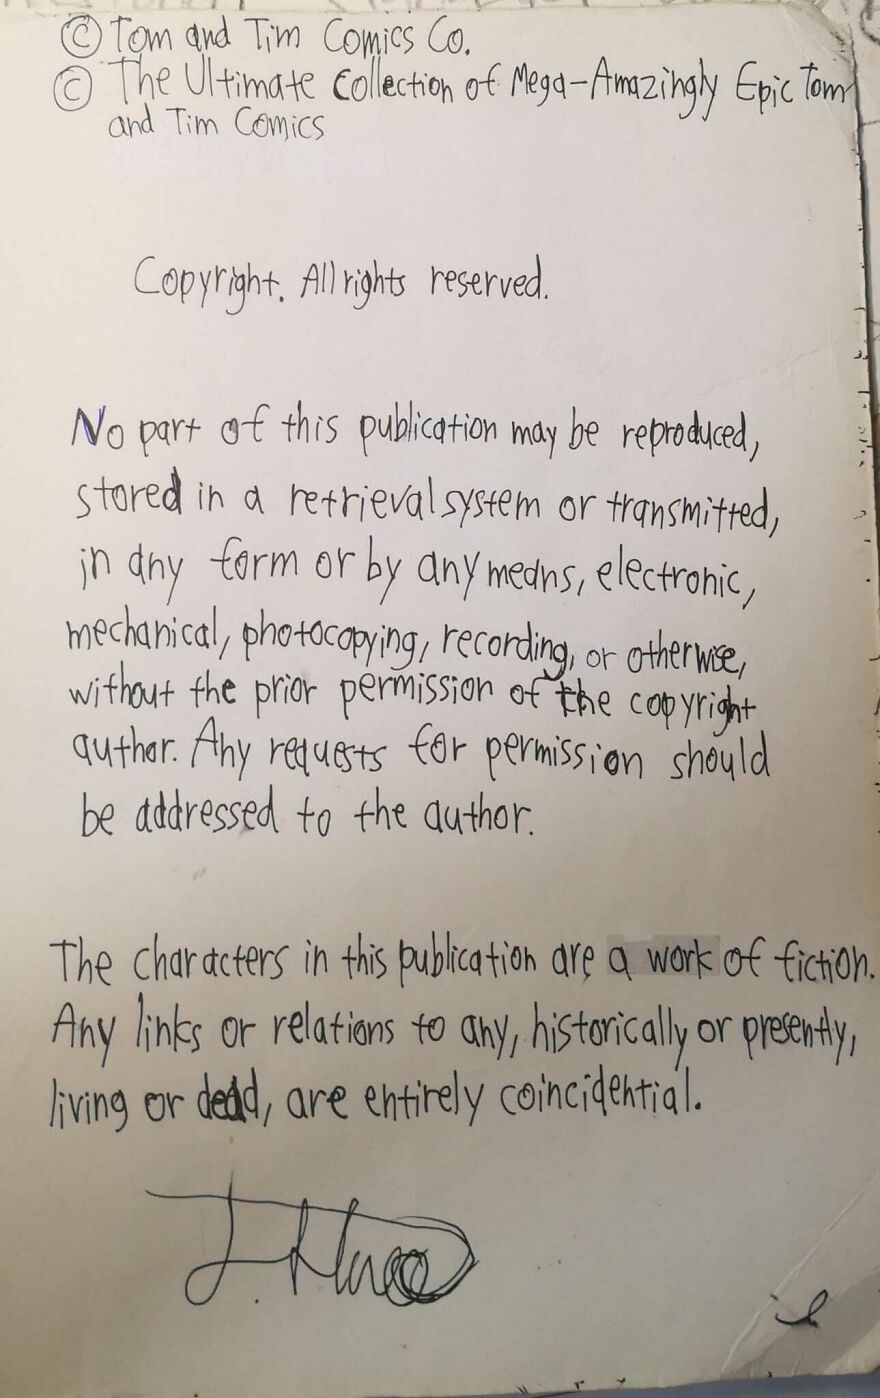 © Tom and Tim Comics Co.
© The Ultimate Collection of Mega-Amazingly Epic Tom
and Tim Comics
Copyright. All rights reserved.
No part of this publication may be reproduced,
stored in a retrieval system or transmitted,
in any form or by any means, electronic,
mechanical, photocopying, recording, or otherwise,
without the prior permission of the copyright
author. Any requests for permission should
be addressed to the author.
The characters in this publication are a work of fiction.
Any links or relations to any, historically or presently,
living or dead, are entirely coincidential.